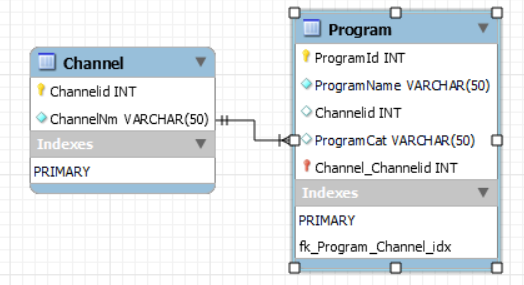 Channel
Channelid INT
ChannelNm VARCHAR(50)
Indexes
PRIMARY
Program
ProgramId INT
ProgramName VARCHAR(50)
Channelid INT
ProgramCat VARCHAR(50)
Channel_Channelid INT
Indexes
PRIMARY
fk_Program_Channel_idx